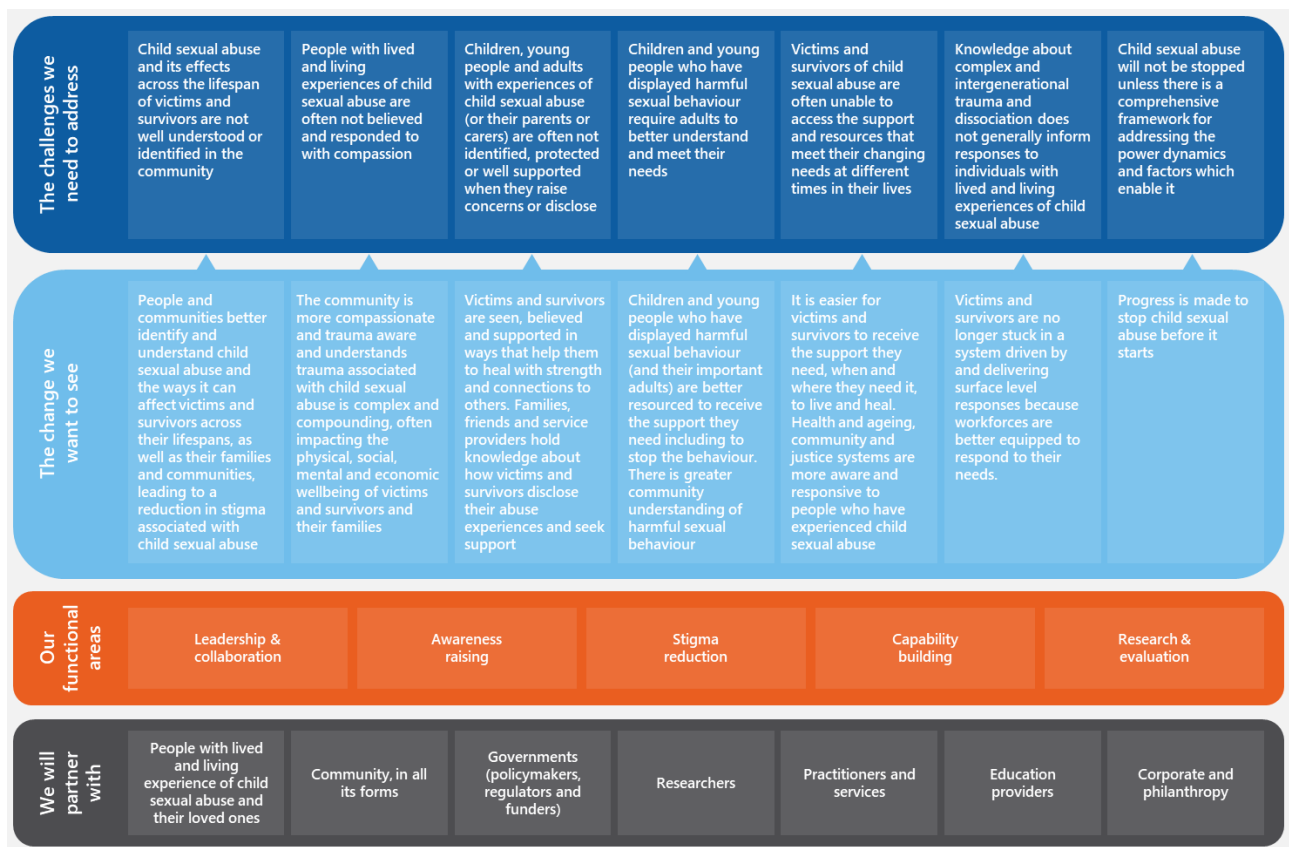 The challenges we
need to address
Child sexual abuse
and its effects
across the lifespan
of victims and
survivors are not
well understood or
identified in the
community
People with lived
and living
experiences of child
sexual abuse are
often not believed
and responded to
with compassion
Children, young
people and adults
with experiences of
child sexual abuse
(or their parents or
carers) are often not
identified, protected
or well supported
when they raise
concerns or disclose
Children and young
people who have
displayed harmful
sexual behaviour
require adults to
better understand
and meet their
needs
Victims and
survivors of child
sexual abuse are
often unable to
access the support
and resources that
meet their changing
needs at different
times in their lives
Knowledge about
complex and
intergenerational
trauma and
dissociation does
not generally inform
responses to
individuals with
lived and living
experiences of child
sexual abuse
Child sexual abuse
will not be stopped
unless there is a
comprehensive
framework for
addressing the
power dynamics
and factors which
enable it
The change we
want to see
People and
communities better
identify and
understand child
sexual abuse and
the ways it can
affect victims and
survivors across
their lifespans, as
well as their families
and communities,
leading to a
reduction in stigma
associated with
child sexual abuse
The community is
more compassionate
and trauma aware
and understands
trauma associated
with child sexual
abuse is complex and
compounding, often
impacting the
physical, social,
mental and economic
wellbeing of victims
and survivors and
their families
Victims and survivors
are seen, believed
and supported in
ways that help them
to heal with strength
and connections to
others. Families,
friends and service
providers hold
knowledge about
how victims and
survivors disclose
their abuse
experiences and seek
support
Children and young
people who have
displayed harmful
sexual behaviour
(and their important
adults) are better
resourced to receive
the support they
need including to
stop the behaviour.
There is greater
community
understanding of
harmful sexual
behaviour
It is easier for
victims and
survivors to receive
the support they
need, when and
where they need it,
to live and heal.
Health and ageing,
community and
justice systems are
more aware and
responsive to
people who have
experienced child
sexual abuse
Victims and
survivors are no
longer stuck in a
system driven by
and delivering
surface level
responses because
workforces are
better equipped to
respond to their
needs.
Progress is made to
stop child sexual
abuse before it
starts
Our
functional
areas
Leadership &
collaboration
Awareness
raising
Stigma
reduction
Capability
building
Research &
evaluation
We will
partner
with
People with lived
and living
experience of child
sexual abuse and
their loved ones
Community, in all
its forms
Governments
(policymakers,
regulators and
funders)
Researchers
Practitioners and
services
Education
providers
Corporate and
philanthropy